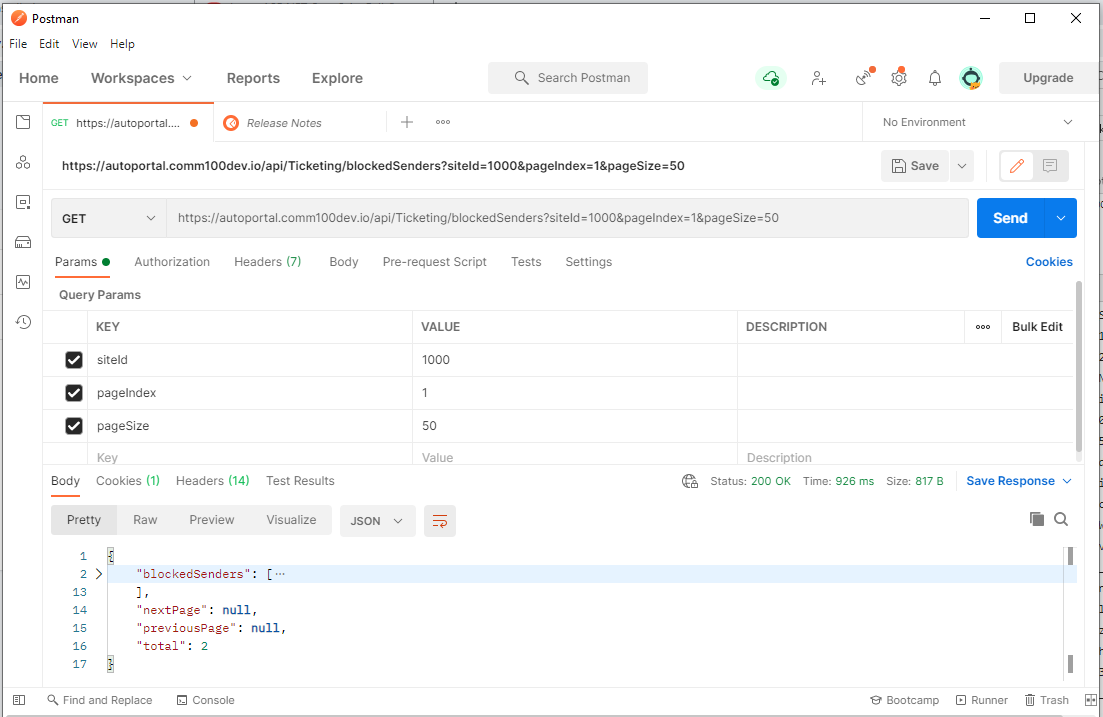 Postman
File Edit View Help
Home Workspaces Reports Explore Search Postman Upgrade
GET https://autoportal.... Release Notes No Environment
https://autoportal.comm100dev.io/api/Ticketing/blockedSenders?siteId=1000&pageIndex=1&pageSize=50 Save
GET https://autoportal.comm100dev.io/api/Ticketing/blockedSenders?siteId=1000&pageIndex=1&pageSize=50 Send
Params Authorization Headers (7) Body Pre-request Script Tests Settings Cookies
Query Params
KEY VALUE DESCRIPTION Bulk Edit
siteId 1000
pageIndex 1
pageSize 50
Key Value Description
Body Cookies (1) Headers (14) Test Results Status: 200 OK Time: 926 ms Size: 817 B Save Response
Pretty Raw Preview Visualize JSON
1 {
2 "blockedSenders": [...
13 ],
14 "nextPage": null,
15 "previousPage": null,
16 "total": 2
17 }
Find and Replace Console Bootcamp Runner Trash